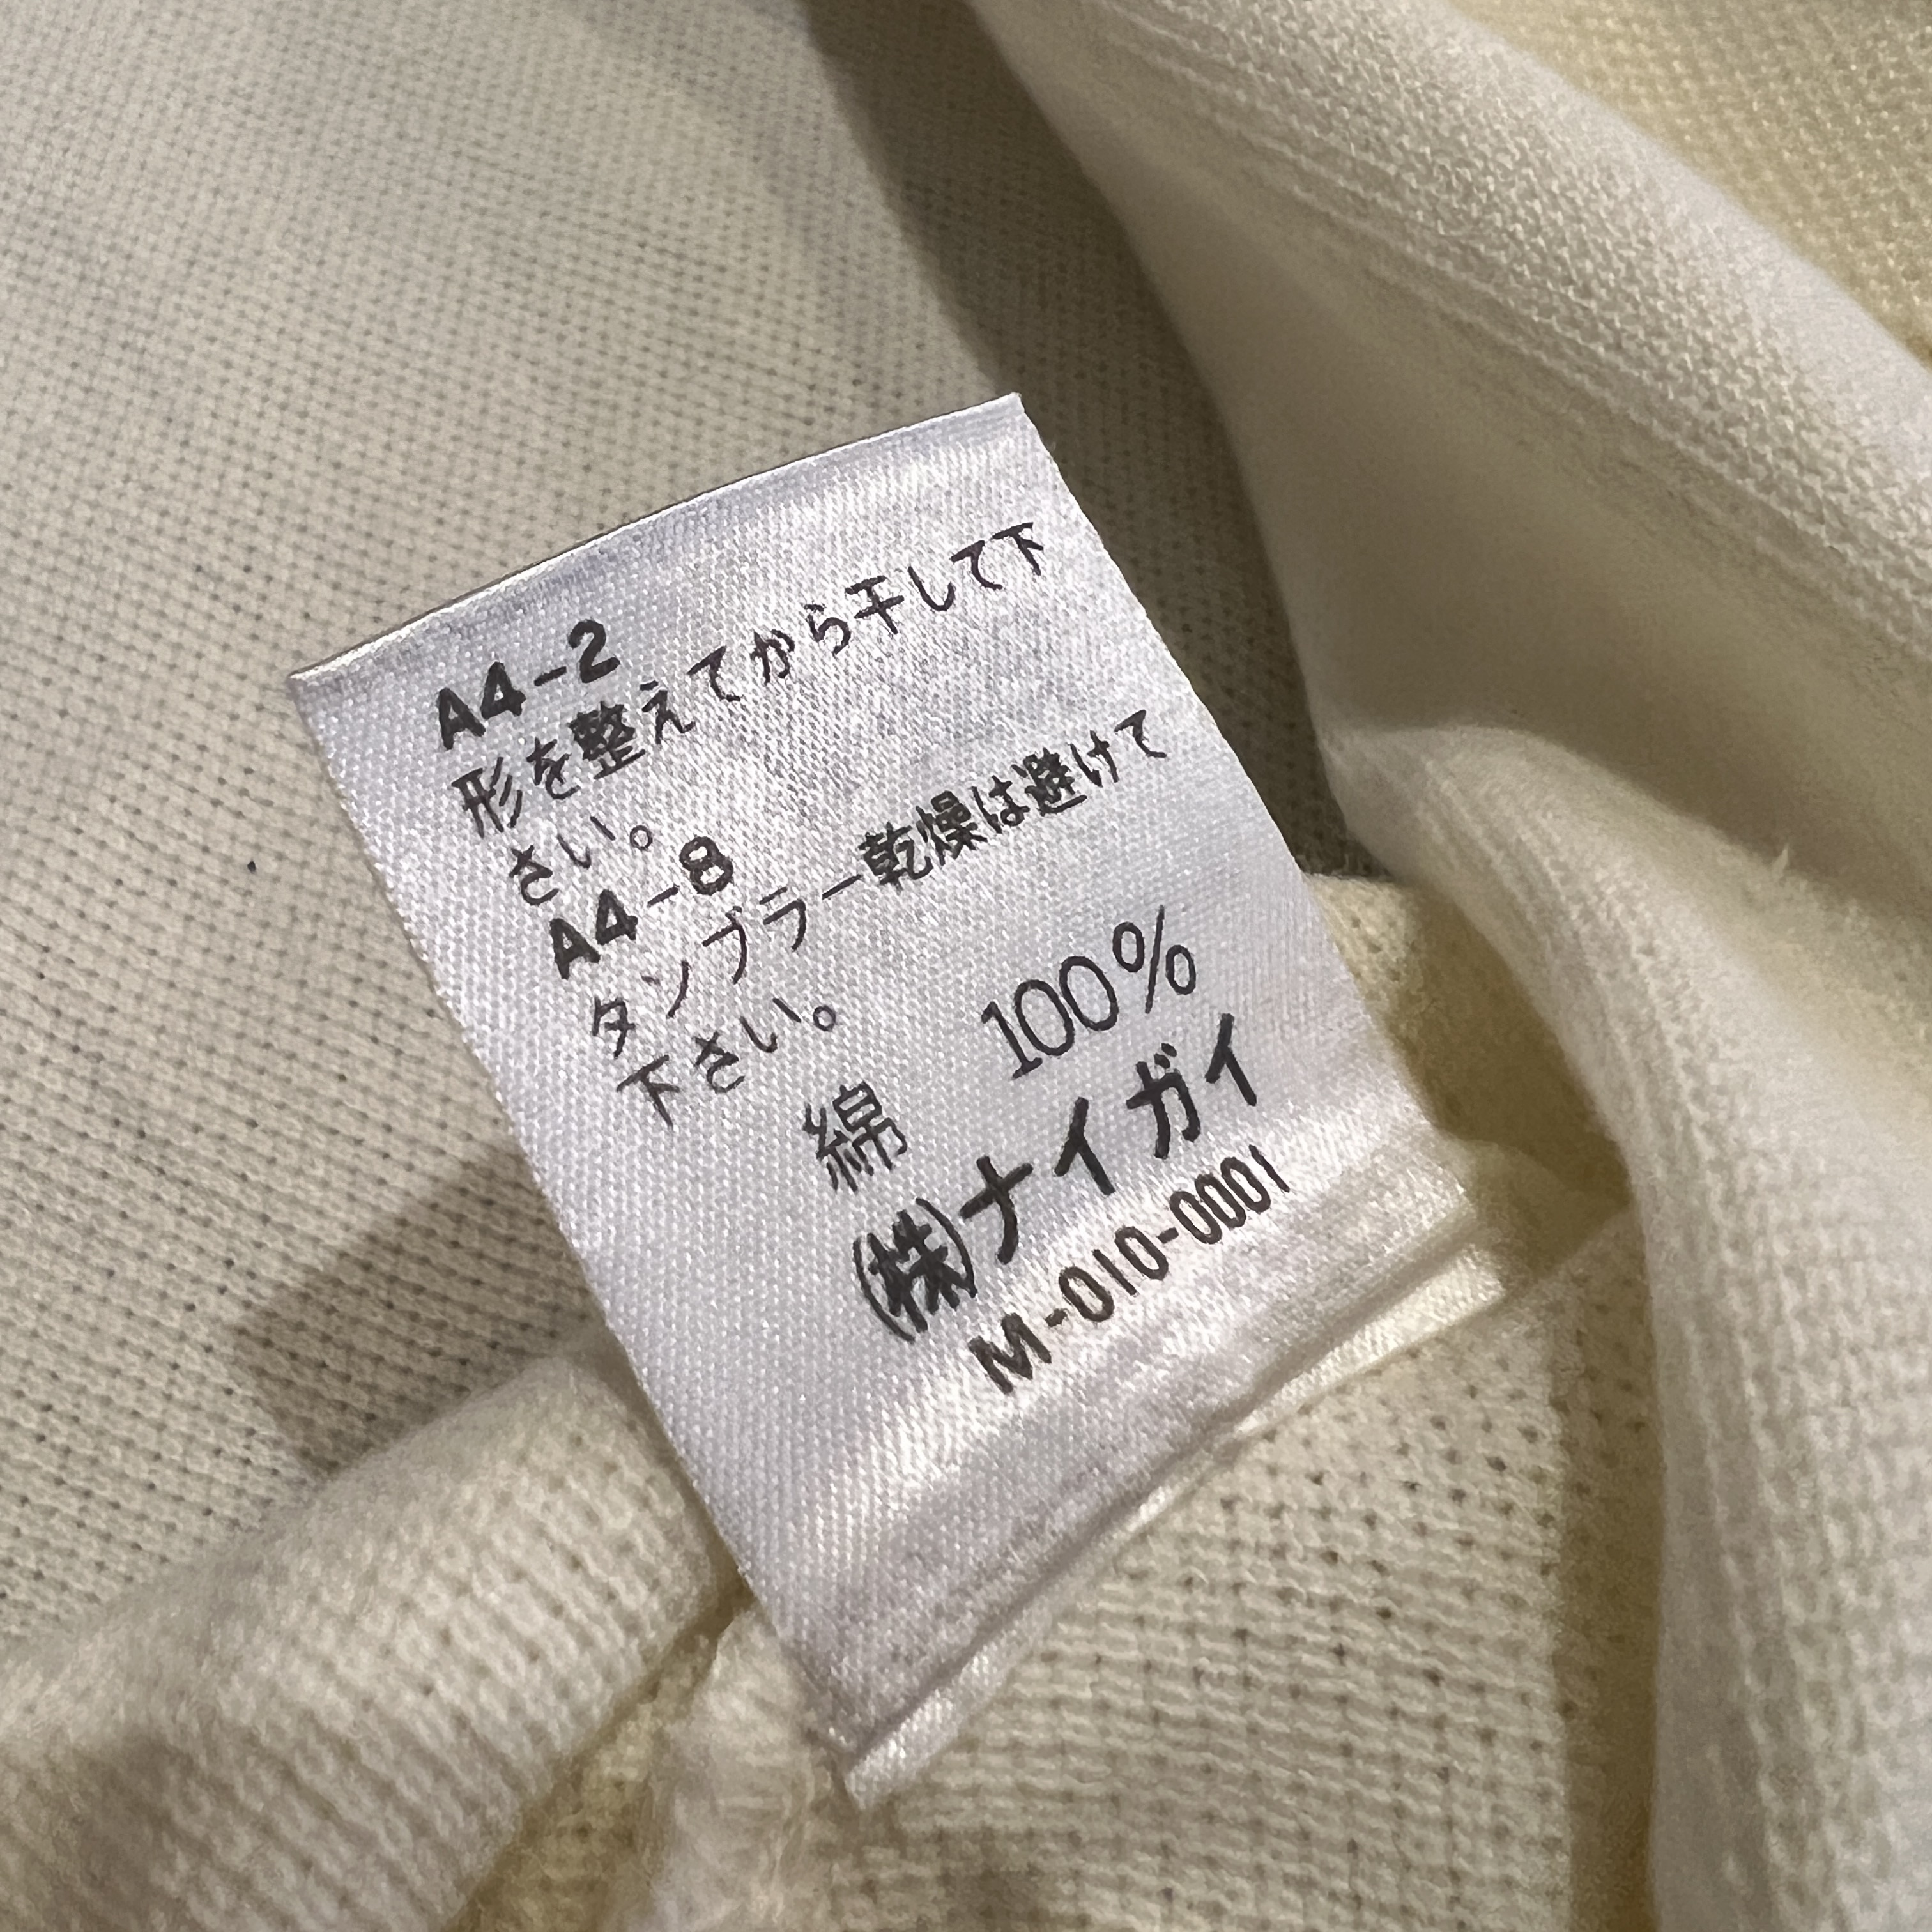 A4-2
形を整えてから干して下
さい。
A4-8
タンブラー乾燥は避けて
下さい。
綿 100%
(株)ナイガイ
M-010-0001